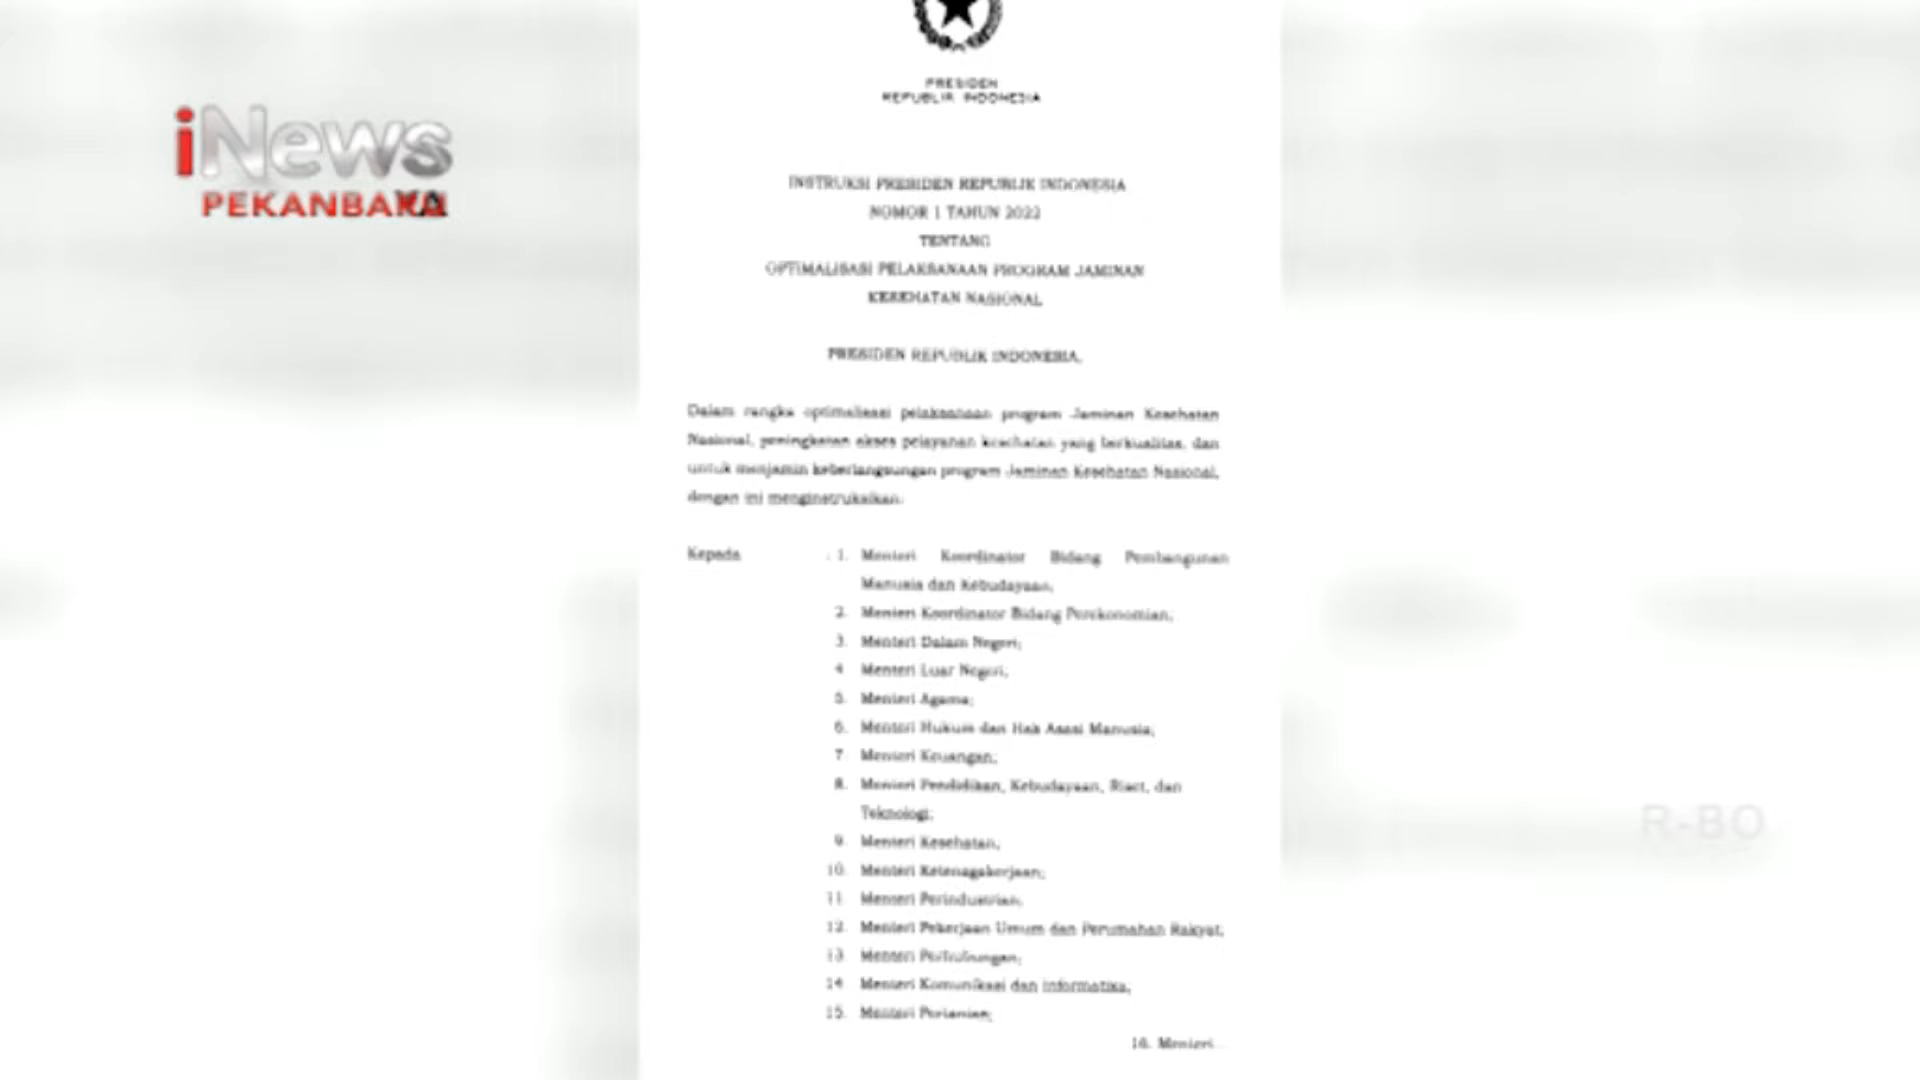 iNews
PEKANBARU
PRESIDEN
REPUBLIK INDONESIA
INSTRUKSI PRESIDEN REPUBLIK INDONESIA
NOMOR 1 TAHUN 2022
TENTANG
OPTIMALISASI PELAKSANAAN PROGRAM JAMINAN
KESEHATAN NASIONAL
PRESIDEN REPUBLIK INDONESIA,
Dalam rangka optimalisasi pelaksanaan program Jaminan Kesehatan
Nasional, peningkatan akses pelayanan kesehatan yang berkualitas, dan
untuk menjamin keberlangsungan program Jaminan Kesehatan Nasional,
dengan ini menginstruksikan:
Kepada : 1. Menteri Koordinator Bidang Pembangunan
Manusia dan Kebudayaan;
2. Menteri Koordinator Bidang Perekonomian;
3. Menteri Dalam Negeri;
4. Menteri Luar Negeri;
5. Menteri Agama;
6. Menteri Hukum dan Hak Asasi Manusia;
7. Menteri Keuangan;
8. Menteri Pendidikan, Kebudayaan, Riset, dan
Teknologi;
9. Menteri Kesehatan;
10. Menteri Ketenagakerjaan;
11. Menteri Perindustrian;
12. Menteri Pekerjaan Umum dan Perumahan Rakyat;
13. Menteri Perhubungan;
14. Menteri Komunikasi dan Informatika;
15. Menteri Pertanian;
16. Menteri...
R-BO